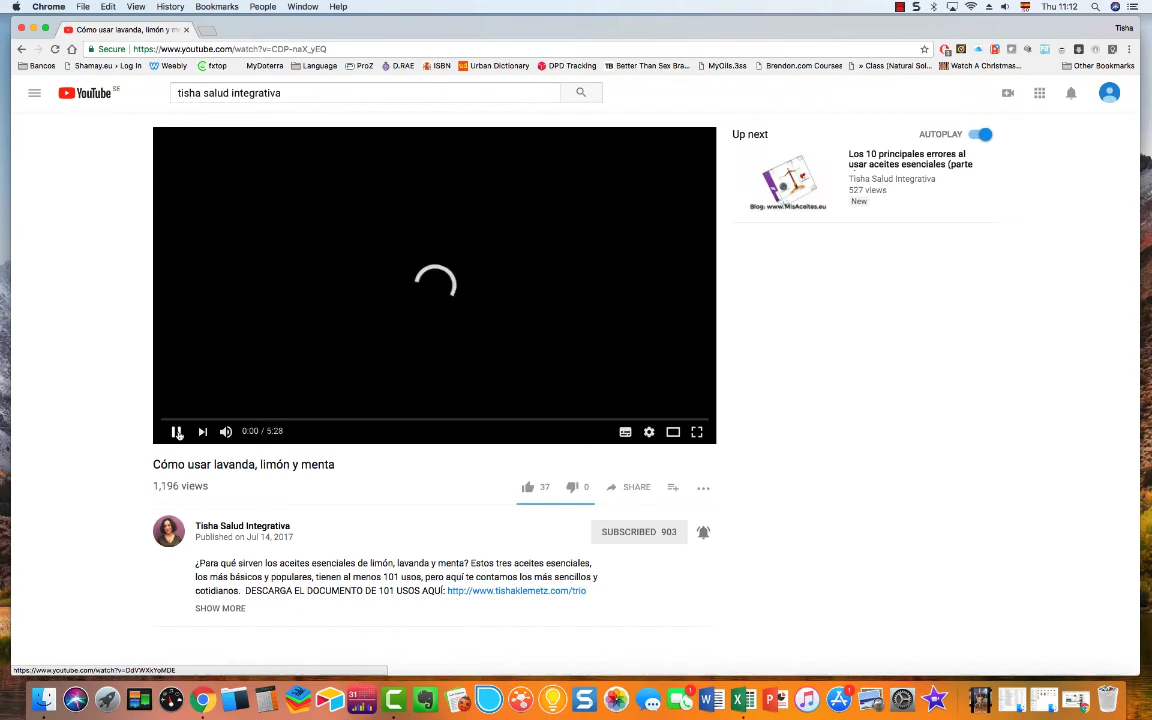 Chrome File Edit View History Bookmarks People Window Help Thu 11:12
Cómo usar lavanda, limón y m Tisha
Secure https://www.youtube.com/watch?v=CDP-naX_yEQ
Bancos Shamay.eu › Log In Weebly fxtop MyDoterra Language ProZ D.RAE ISBN Urban Dictionary DPD Tracking TB Better Than Sex Bra... MyOils.3ss Brendon.com Courses » Class (Natural Sol... Watch A Christmas... Other Bookmarks
YouTube SE tisha salud integrativa
Up next AUTOPLAY
Los 10 principales errores al
usar aceites esenciales (parte
Tisha Salud Integrativa
527 views
New
Blog: www.MisAceites.eu
0:00 / 5:28
Cómo usar lavanda, limón y menta
1,196 views 37 0 SHARE
Tisha Salud Integrativa
Published on Jul 14, 2017
SUBSCRIBED 903
¿Para qué sirven los aceites esenciales de limón, lavanda y menta? Estos tres aceites esenciales,
los más básicos y populares, tienen al menos 101 usos, pero aquí te contamos los más sencillos y
cotidianos. DESCARGA EL DOCUMENTO DE 101 USOS AQUÍ: http://www.tishaklemetz.com/trio
SHOW MORE
https://www.youtube.com/watch?v=DdVWXkYoMDE